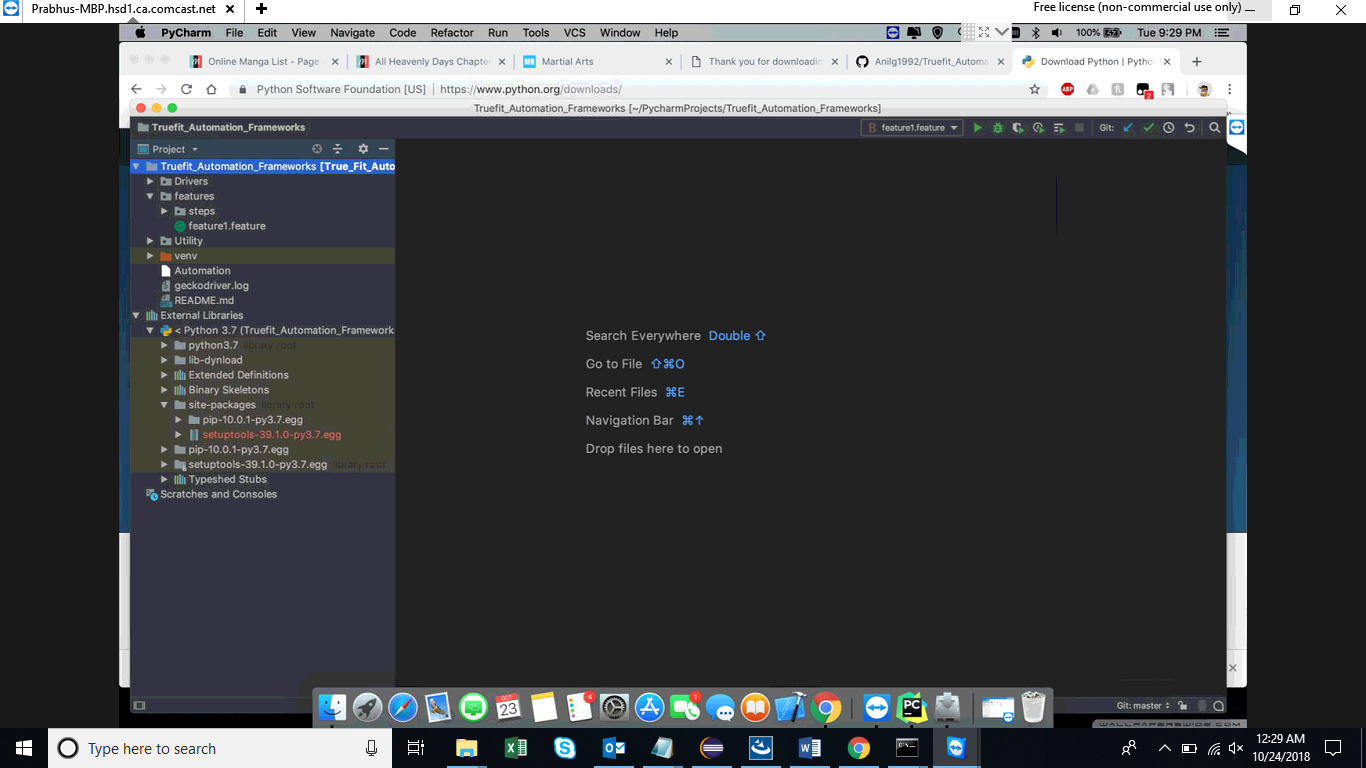 Prabhus-MBP.hsd1.ca.comcast.net
Free license (non-commercial use only)
PyCharm File Edit View Navigate Code Refactor Run Tools VCS Window Help
100% Tue 9:29 PM
Online Manga List - Page
All Heavenly Days Chapte
Martial Arts
Thank you for downloadin
Anilg1992/Truefit_Automa
Download Python | Pytho
Python Software Foundation [US] | https://www.python.org/downloads/
ABP
2
Truefit_Automation_Frameworks [~/PycharmProjects/Truefit_Automation_Frameworks]
Truefit_Automation_Frameworks
feature1.feature
Git:
Project
Truefit_Automation_Frameworks [True_Fit_Auto
Drivers
features
steps
feature1.feature
Utility
venv
Automation
geckodriver.log
README.md
External Libraries
< Python 3.7 (Truefit_Automation_Framework
python3.7 library root
lib-dynload
Extended Definitions
Binary Skeletons
site-packages library root
pip-10.0.1-py3.7.egg
setuptools-39.1.0-py3.7.egg
pip-10.0.1-py3.7.egg
setuptools-39.1.0-py3.7.egg library root
Typeshed Stubs
Scratches and Consoles
Search Everywhere Double ⇧
Go to File ⇧⌘O
Recent Files ⌘E
Navigation Bar ⌘↑
Drop files here to open
OCT
23
4
1
PC
Git: master
Type here to search
12:29 AM
10/24/2018